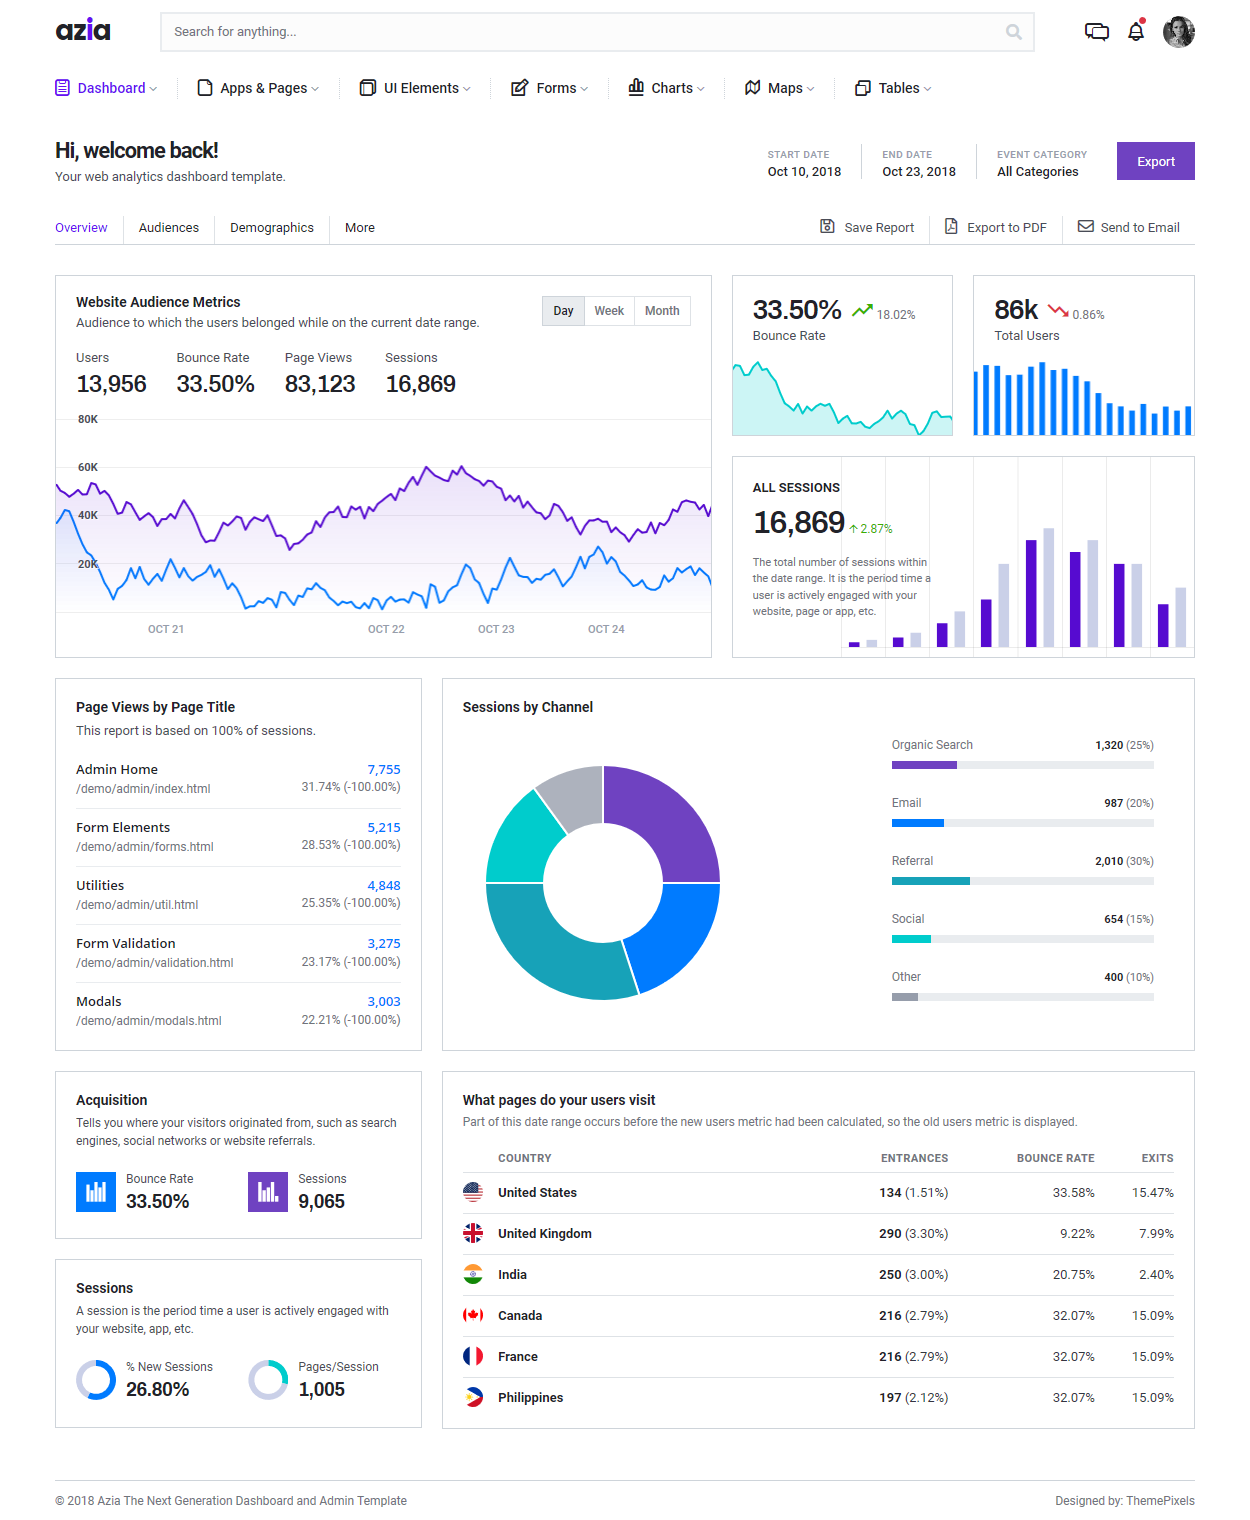 azia
Search for anything...
Dashboard
Apps & Pages
UI Elements
Forms
Charts
Maps
Tables
Hi, welcome back!
Your web analytics dashboard template.
START DATE
Oct 10, 2018
END DATE
Oct 23, 2018
EVENT CATEGORY
All Categories
Export
Overview
Audiences
Demographics
More
Save Report
Export to PDF
Send to Email
Website Audience Metrics
Audience to which the users belonged while on the current date range.
Day
Week
Month
Users
13,956
Bounce Rate
33.50%
Page Views
83,123
Sessions
16,869
80K
60K
40K
20K
OCT 21
OCT 22
OCT 23
OCT 24
33.50%
18.02%
Bounce Rate
86k
0.86%
Total Users
ALL SESSIONS
16,869
2.87%
The total number of sessions within
the date range. It is the period time a
user is actively engaged with your
website, page or app, etc.
Page Views by Page Title
This report is based on 100% of sessions.
Admin Home
7,755
/demo/admin/index.html
31.74% (-100.00%)
Form Elements
5,215
/demo/admin/forms.html
28.53% (-100.00%)
Utilities
4,848
/demo/admin/util.html
25.35% (-100.00%)
Form Validation
3,275
/demo/admin/validation.html
23.17% (-100.00%)
Modals
3,003
/demo/admin/modals.html
22.21% (-100.00%)
Sessions by Channel
Organic Search
1,320 (25%)
Email
987 (20%)
Referral
2,010 (30%)
Social
654 (15%)
Other
400 (10%)
Acquisition
Tells you where your visitors originated from, such as search
engines, social networks or website referrals.
Bounce Rate
33.50%
Sessions
9,065
Sessions
A session is the period time a user is actively engaged with
your website, app, etc.
% New Sessions
26.80%
Pages/Session
1,005
What pages do your users visit
Part of this date range occurs before the new users metric had been calculated, so the old users metric is displayed.
COUNTRY ENTRANCES BOUNCE RATE EXITS
United States 134 (1.51%) 33.58% 15.47%
United Kingdom 290 (3.30%) 9.22% 7.99%
India 250 (3.00%) 20.75% 2.40%
Canada 216 (2.79%) 32.07% 15.09%
France 216 (2.79%) 32.07% 15.09%
Philippines 197 (2.12%) 32.07% 15.09%
© 2018 Azia The Next Generation Dashboard and Admin Template
Designed by: ThemePixels